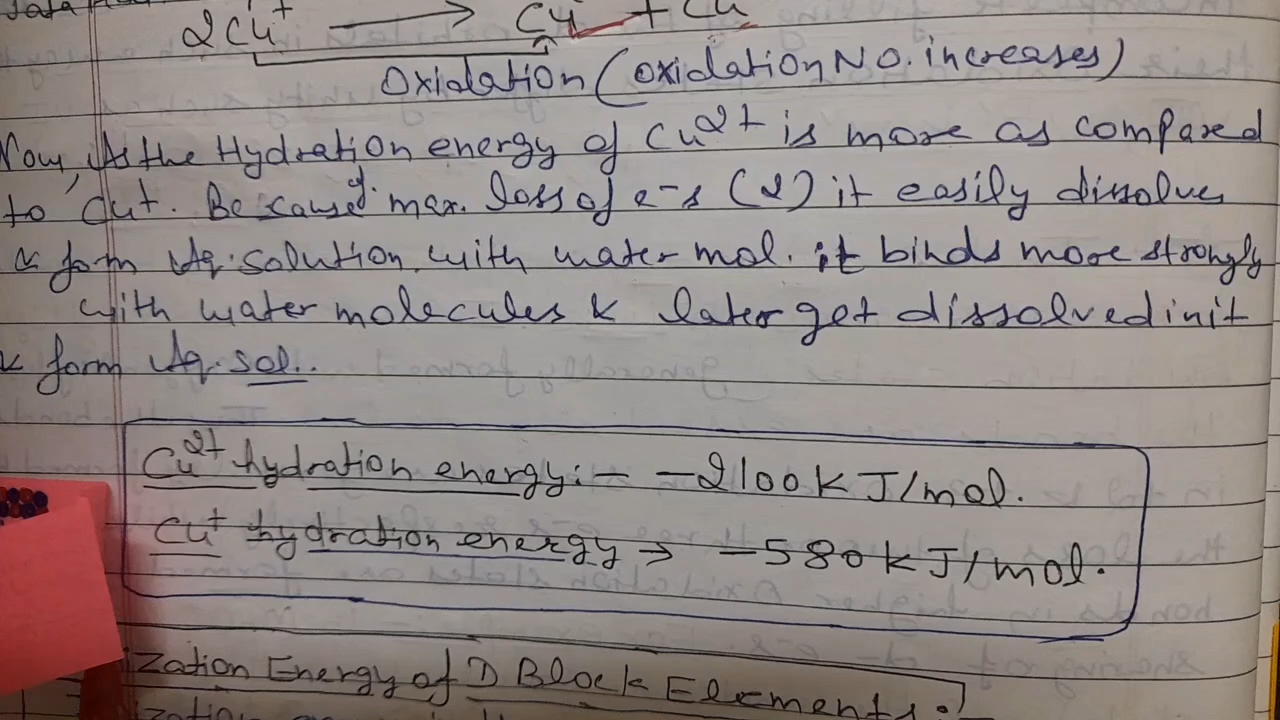 2Cu⁺ → Cu + Cu
Oxidation (oxidation No. increases)
Now, As the Hydration energy of Cu²⁺ is more as compared
to Cu⁺. Because of max. loss of e⁻s (2) it easily dissolves
& form Aq. solution with water mol. it binds more strongly
with water molecules & later get dissolved in it
& form Aq. sol..
Cu²⁺ hydration energy:- -2100 kJ/mol.
Cu⁺ hydration energy → -580 kJ/mol.
ization Energy of D Block Elements: